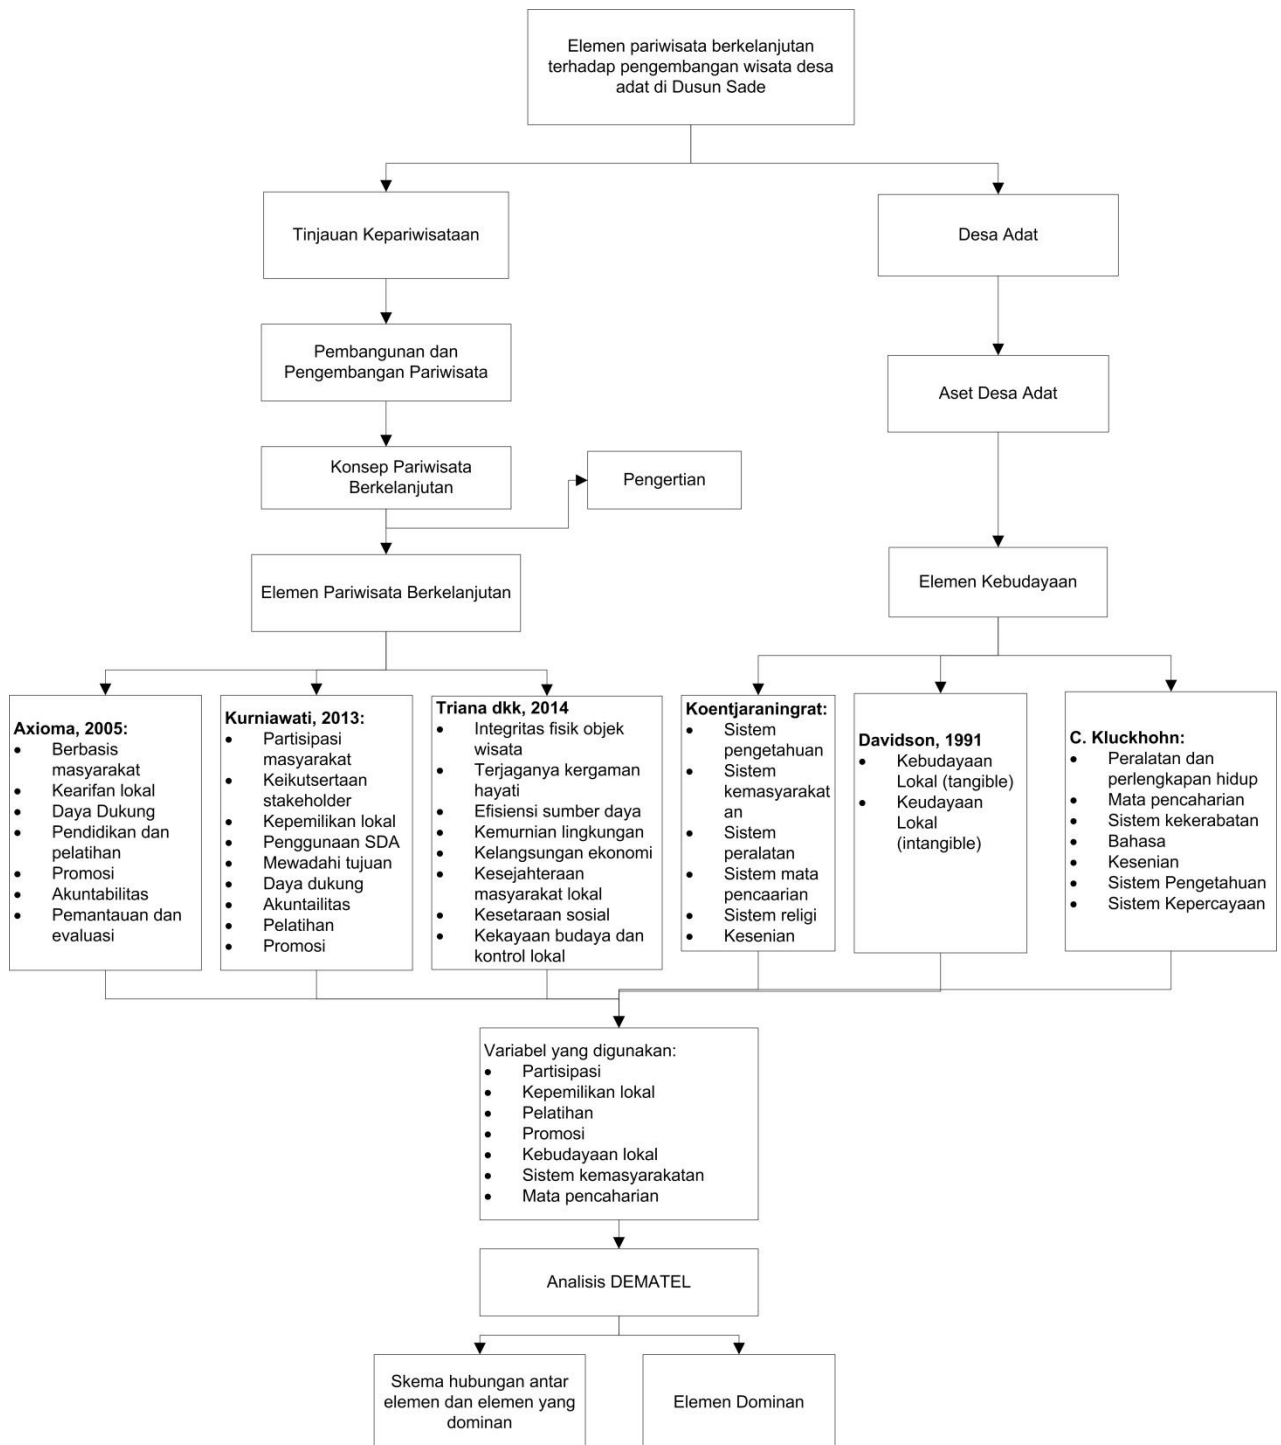 Elemen pariwisata berkelanjutan
terhadap pengembangan wisata desa
adat di Dusun Sade
Tinjauan Kepariwisataan
Desa Adat
Pembangunan dan
Pengembangan Pariwisata
Aset Desa Adat
Konsep Pariwisata
Berkelanjutan
Pengertian
Elemen Pariwisata Berkelanjutan
Elemen Kebudayaan
Axioma, 2005:
• Berbasis
masyarakat
• Kearifan lokal
• Daya Dukung
• Pendidikan dan
pelatihan
• Promosi
• Akuntabilitas
• Pemantauan dan
evaluasi
Kurniawati, 2013:
• Partisipasi
masyarakat
• Keikutsertaan
stakeholder
• Kepemilikan lokal
• Penggunaan SDA
• Mewadahi tujuan
• Daya dukung
• Akuntailitas
• Pelatihan
• Promosi
Triana dkk, 2014
• Integritas fisik objek
wisata
• Terjaganya kergaman
hayati
• Efisiensi sumber daya
• Kemurnian lingkungan
• Kelangsungan ekonomi
• Kesejahteraan
masyarakat lokal
• Kesetaraan sosial
• Kekayaan budaya dan
kontrol lokal
Koentjaraningrat:
• Sistem
pengetahuan
• Sistem
kemasyarakat
an
• Sistem
peralatan
• Sistem mata
pencaarian
• Sistem religi
• Kesenian
Davidson, 1991
• Kebudayaan
Lokal (tangible)
• Keudayaan
Lokal
(intangible)
C. Kluckhohn:
• Peralatan dan
perlengkapan hidup
• Mata pencaharian
• Sistem kekerabatan
• Bahasa
• Kesenian
• Sistem Pengetahuan
• Sistem Kepercayaan
Variabel yang digunakan:
• Partisipasi
• Kepemilikan lokal
• Pelatihan
• Promosi
• Kebudayaan lokal
• Sistem kemasyarakatan
• Mata pencaharian
Analisis DEMATEL
Skema hubungan antar
elemen dan elemen yang
dominan
Elemen Dominan